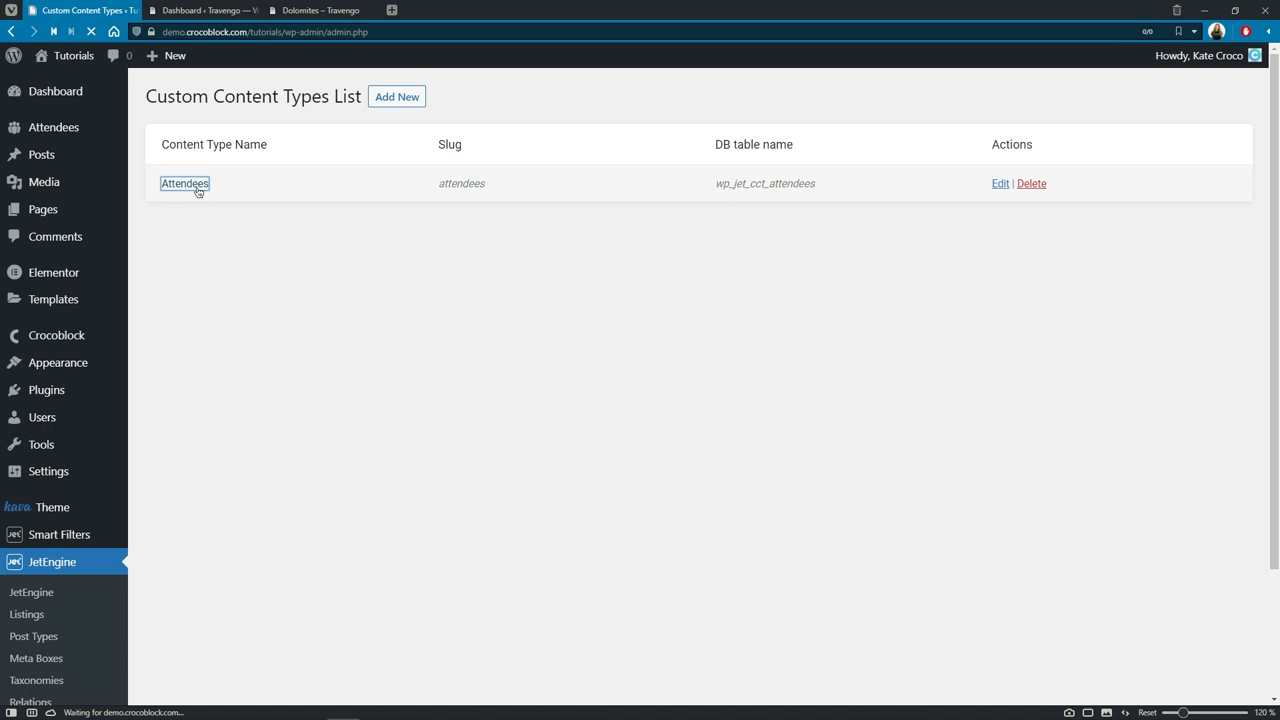 Custom Content Types ‹ Tu
Dashboard ‹ Travengo — W
Dolomites – Travengo
demo.crocoblock.com/tutorials/wp-admin/admin.php
0/0
Tutorials
0
New
Howdy, Kate Croco
Dashboard
Attendees
Posts
Media
Pages
Comments
Elementor
Templates
Crocoblock
Appearance
Plugins
Users
Tools
Settings
kava Theme
Smart Filters
Jet JetEngine
JetEngine
Listings
Post Types
Meta Boxes
Taxonomies
Relations
Custom Content Types List
Add New
Content Type Name
Slug
DB table name
Actions
Attendees
attendees
wp_jet_cct_attendees
Edit | Delete
Waiting for demo.crocoblock.com...
Reset
120 %